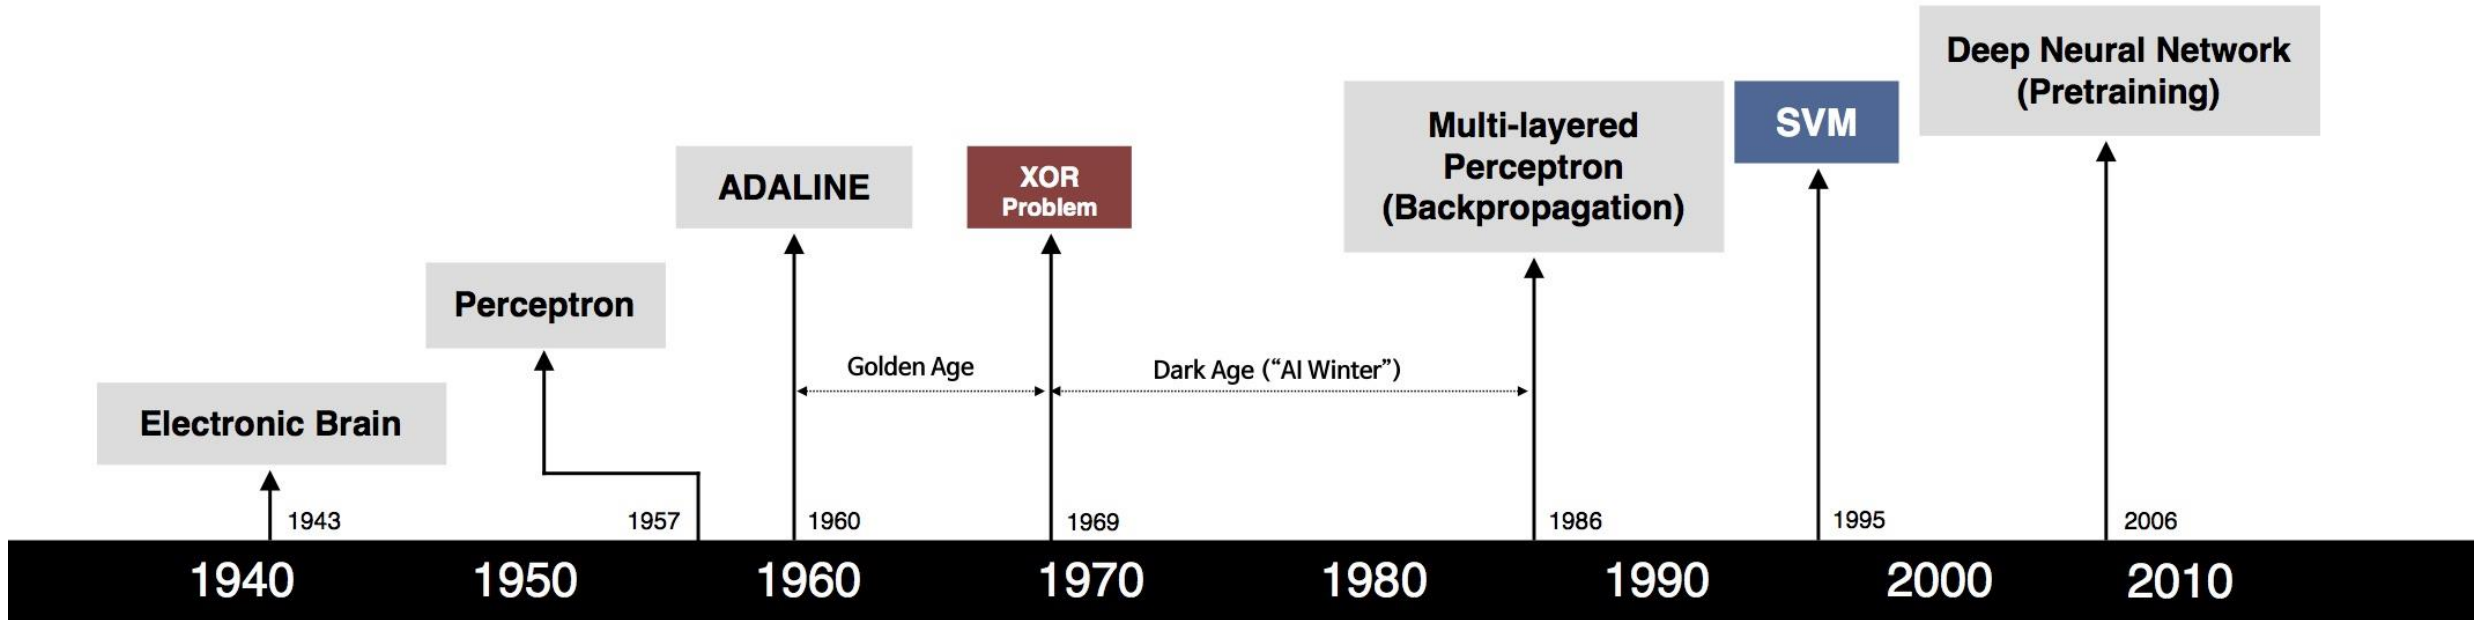 Deep Neural Network
(Pretraining)
Multi-layered
Perceptron
(Backpropagation)
SVM
ADALINE
XOR
Problem
Perceptron
Golden Age
Dark Age (“AI Winter”)
Electronic Brain
1943
1957
1960
1969
1986
1995
2006
1940
1950
1960
1970
1980
1990
2000
2010